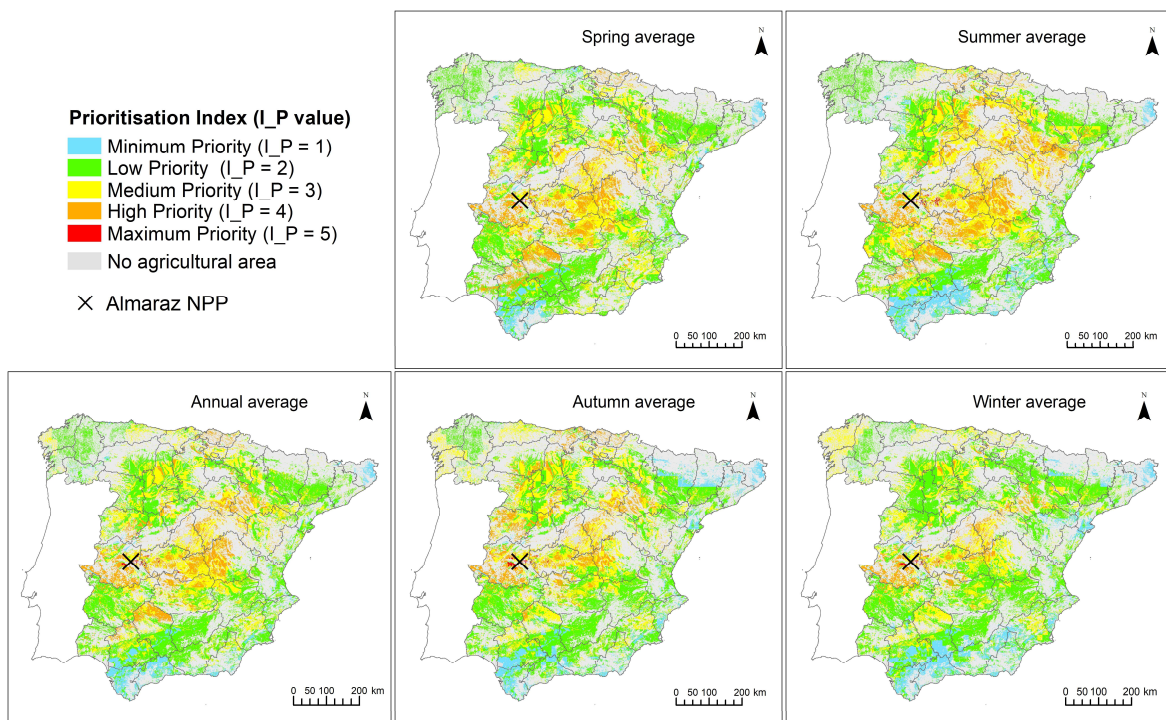 Spring average
N
0 50 100 200 km
Summer average
N
0 50 100 200 km
Prioritisation Index (I_P value)
Minimum Priority (I_P = 1)
Low Priority (I_P = 2)
Medium Priority (I_P = 3)
High Priority (I_P = 4)
Maximum Priority (I_P = 5)
No agricultural area
Almaraz NPP
Annual average
N
0 50 100 200 km
Autumn average
N
0 50 100 200 km
Winter average
N
0 50 100 200 km